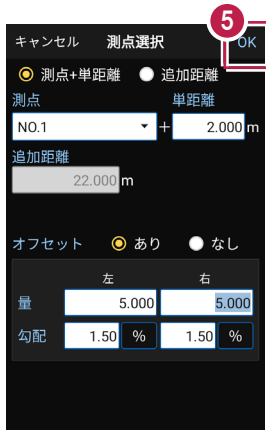 5
キャンセル 測点選択 OK
測点+単距離 追加距離
測点 単距離
NO.1 + 2.000 m
追加距離
22.000 m
オフセット あり なし
左 右
量 5.000 5.000
勾配 1.50 % 1.50 %